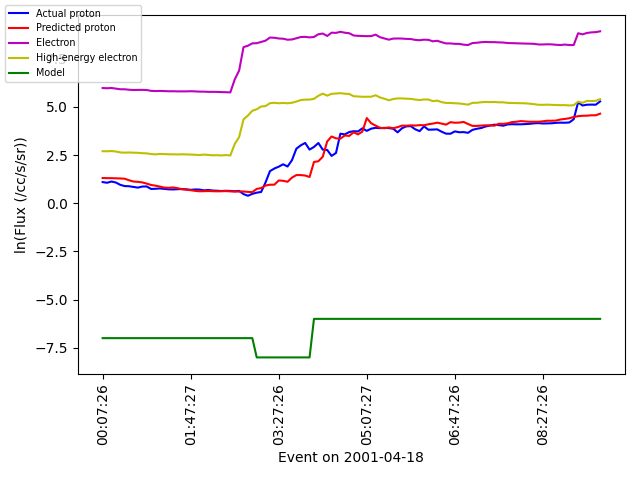 Actual proton
Predicted proton
Electron
High-energy electron
Model
5.0
2.5
0.0
−2.5
−5.0
−7.5
ln(Flux (/cc/s/sr))
00:07:26
01:47:27
03:27:26
05:07:27
06:47:26
08:27:26
Event on 2001-04-18